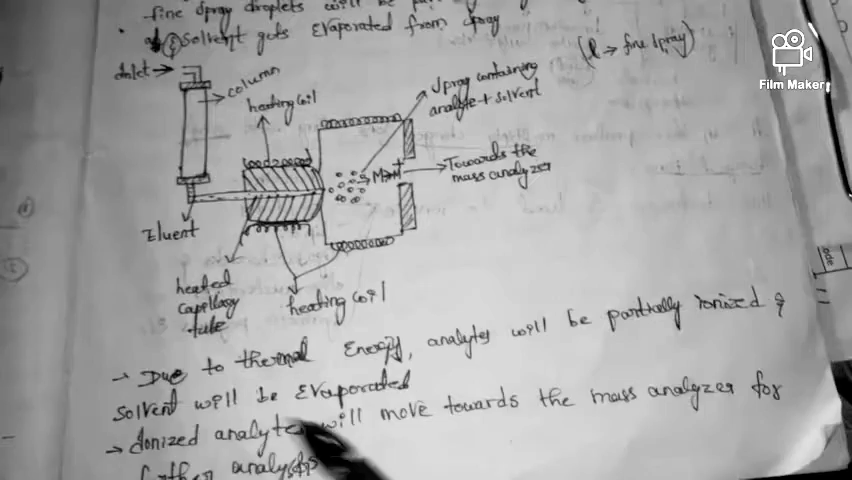 fine spray droplets will be
Solvent gets Evaporated from spray
(l → fine spray)
Film Maker
Inlet
column
heating coil
Spray containing
analyte + solvent
M → M+
Towards the
mass analyzer
Eluent
heated
capillary
tube
heating coil
ode
→ Due to thermal Energy, analytes will be partially ionized &
solvent will be Evaporated
→ Ionized analytes will move towards the mass analyzer for
further analysis